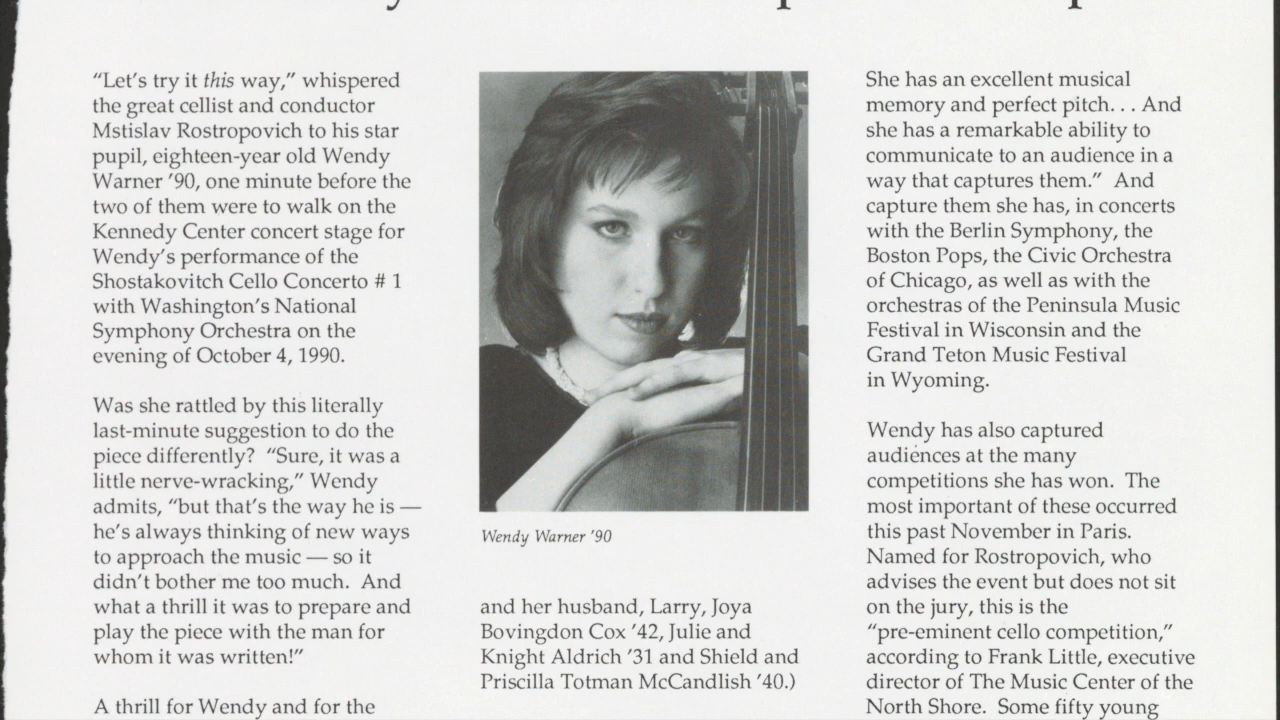 "Let's try it this way," whispered
the great cellist and conductor
Mstislav Rostropovich to his star
pupil, eighteen-year old Wendy
Warner '90, one minute before the
two of them were to walk on the
Kennedy Center concert stage for
Wendy's performance of the
Shostakovitch Cello Concerto # 1
with Washington's National
Symphony Orchestra on the
evening of October 4, 1990.
Was she rattled by this literally
last-minute suggestion to do the
piece differently?  "Sure, it was a
little nerve-wracking," Wendy
admits, "but that's the way he is —
he's always thinking of new ways
to approach the music — so it
didn't bother me too much.  And
what a thrill it was to prepare and
play the piece with the man for
whom it was written!"
A thrill for Wendy and for the
Wendy Warner '90
and her husband, Larry, Joya
Bovingdon Cox '42, Julie and
Knight Aldrich '31 and Shield and
Priscilla Totman McCandlish '40.)
She has an excellent musical
memory and perfect pitch. . . And
she has a remarkable ability to
communicate to an audience in a
way that captures them."  And
capture them she has, in concerts
with the Berlin Symphony, the
Boston Pops, the Civic Orchestra
of Chicago, as well as with the
orchestras of the Peninsula Music
Festival in Wisconsin and the
Grand Teton Music Festival
in Wyoming.
Wendy has also captured
audiences at the many
competitions she has won.  The
most important of these occurred
this past November in Paris.
Named for Rostropovich, who
advises the event but does not sit
on the jury, this is the
"pre-eminent cello competition,"
according to Frank Little, executive
director of The Music Center of the
North Shore.  Some fifty young